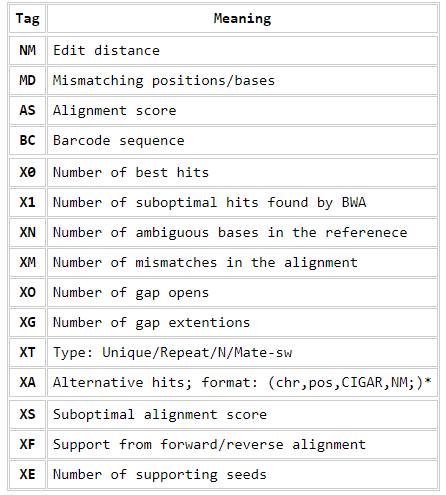 Tag Meaning
NM Edit distance
MD Mismatching positions/bases
AS Alignment score
BC Barcode sequence
X0 Number of best hits
X1 Number of suboptimal hits found by BWA
XN Number of ambiguous bases in the referenece
XM Number of mismatches in the alignment
XO Number of gap opens
XG Number of gap extentions
XT Type: Unique/Repeat/N/Mate-sw
XA Alternative hits; format: (chr,pos,CIGAR,NM;)*
XS Suboptimal alignment score
XF Support from forward/reverse alignment
XE Number of supporting seeds